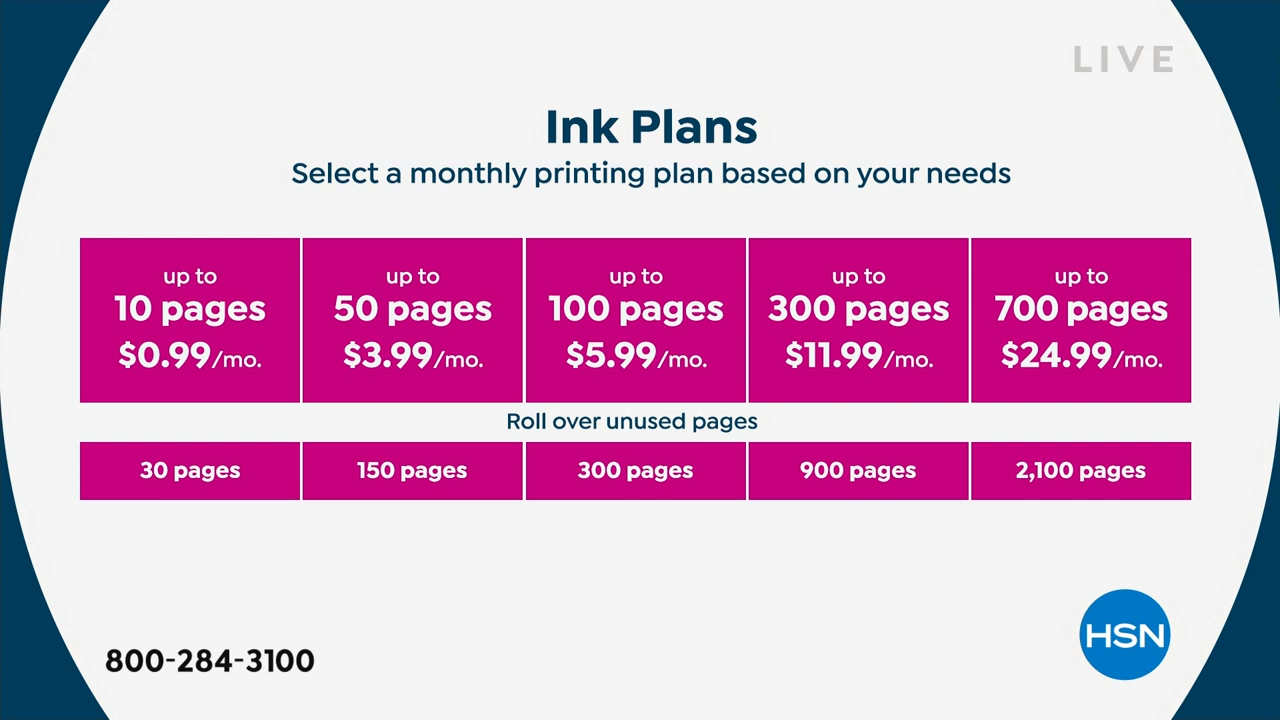 LIVE
Ink Plans
Select a monthly printing plan based on your needs
up to
10 pages
$0.99/mo.
up to
50 pages
$3.99/mo.
up to
100 pages
$5.99/mo.
up to
300 pages
$11.99/mo.
up to
700 pages
$24.99/mo.
Roll over unused pages
30 pages
150 pages
300 pages
900 pages
2,100 pages
800-284-3100
HSN